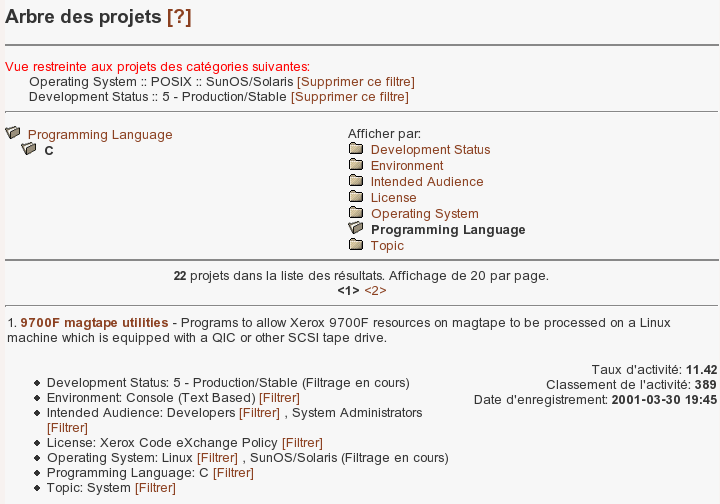 Arbre des projets [?]
Vue restreinte aux projets des catégories suivantes:
Operating System :: POSIX :: SunOS/Solaris [Supprimer ce filtre]
Development Status :: 5 - Production/Stable [Supprimer ce filtre]
Programming Language
C
Afficher par:
Development Status
Environment
Intended Audience
License
Operating System
Programming Language
Topic
22 projets dans la liste des résultats. Affichage de 20 par page.
<1> <2>
1. 9700F magtape utilities - Programs to allow Xerox 9700F resources on magtape to be processed on a Linux
machine which is equipped with a QIC or other SCSI tape drive.
Development Status: 5 - Production/Stable (Filtrage en cours)
Environment: Console (Text Based) [Filtrer]
Intended Audience: Developers [Filtrer] , System Administrators
[Filtrer]
License: Xerox Code eXchange Policy [Filtrer]
Operating System: Linux [Filtrer] , SunOS/Solaris (Filtrage en cours)
Programming Language: C [Filtrer]
Topic: System [Filtrer]
Taux d'activité: 11.42
Classement de l'activité: 389
Date d'enregistrement: 2001-03-30 19:45